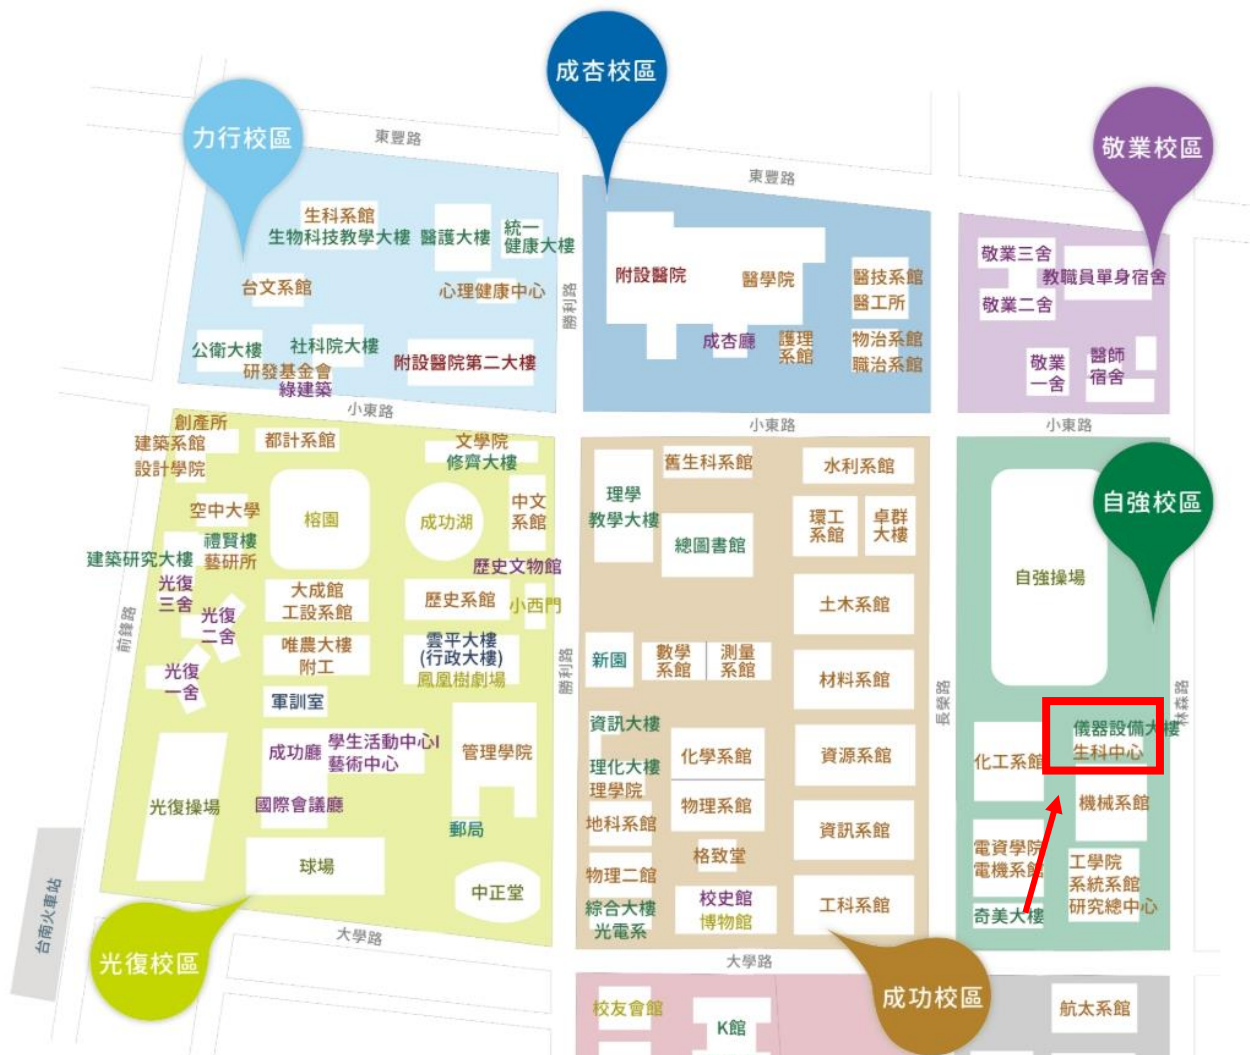 成杏校區
力行校區
敬業校區
東豐路
東豐路
生科系館
生物科技教學大樓
醫護大樓
統一
健康大樓
台文系館
心理健康中心
公衛大樓
社科院大樓
研發基金會
綠建築
附設醫院第二大樓
勝利路
附設醫院
醫學院
醫技系館
醫工所
成杏廳
護理
系館
物治系館
職治系館
敬業三舍
教職員單身宿舍
敬業二舍
敬業
一舍
醫師
宿舍
小東路
小東路
小東路
創產所
建築系館
設計學院
都計系館
文學院
修齊大樓
空中大學
榕園
成功湖
中文
系館
禮賢樓
藝研所
建築研究大樓
歷史文物館
光復
三舍
光復
二舍
大成館
工設系館
歷史系館
小西門
前鋒路
唯農大樓
附工
雲平大樓
(行政大樓)
鳳凰樹劇場
光復
一舍
軍訓室
成功廳
學生活動中心I
藝術中心
管理學院
光復操場
國際會議廳
郵局
球場
中正堂
台南火車站
光復校區
大學路
勝利路
理學
教學大樓
舊生科系館
水利系館
總圖書館
環工
系館
卓群
大樓
土木系館
新園
數學
系館
測量
系館
材料系館
資訊大樓
化學系館
資源系館
理化大樓
理學院
物理系館
地科系館
資訊系館
格致堂
物理二館
綜合大樓
光電系
校史館
博物館
工科系館
長榮路
大學路
成功校區
自強校區
自強操場
林森路
儀器設備大樓
生科中心
化工系館
機械系館
電資學院
電機系館
工學院
系統系館
研究總中心
奇美大樓
校友會館
K館
航太系館